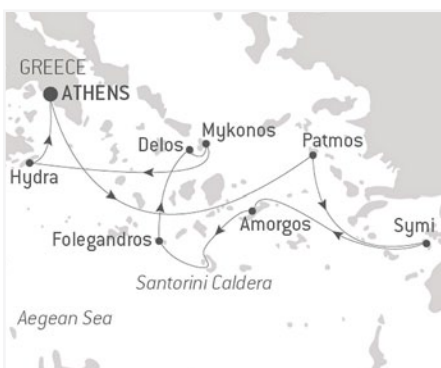 GREECE
ATHENS
Mykonos
Delos
Patmos
Hydra
Amorgos
Symi
Folegandros
Santorini Caldera
Aegean Sea